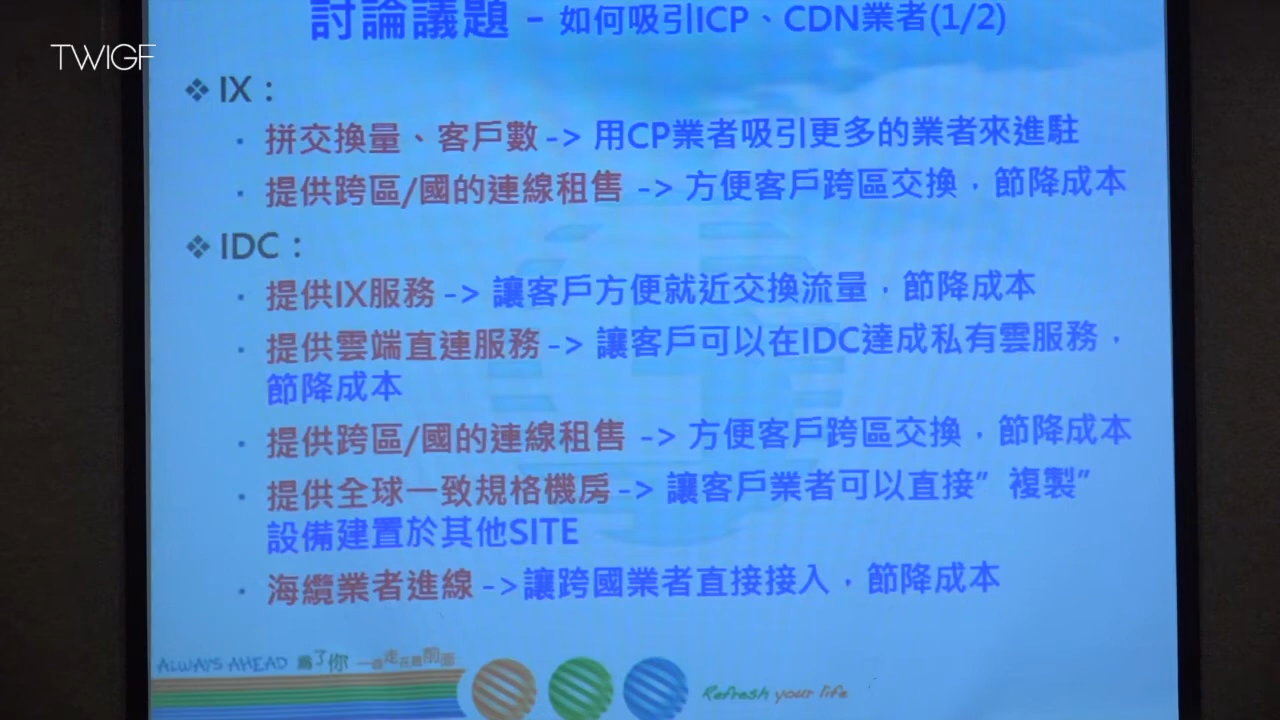 討論議題 – 如何吸引ICP、CDN業者(1/2)
TWIGF
❖ IX：
· 拼交換量、客戶數 -> 用CP業者吸引更多的業者來進駐
· 提供跨區/國的連線租售 -> 方便客戶跨區交換，節降成本
❖ IDC：
· 提供IX服務 -> 讓客戶方便就近交換流量，節降成本
· 提供雲端直連服務 -> 讓客戶可以在IDC達成私有雲服務，
節降成本
· 提供跨區/國的連線租售 -> 方便客戶跨區交換，節降成本
· 提供全球一致規格機房 -> 讓客戶業者可以直接”複製”
設備建置於其他SITE
· 海纜業者進線 ->讓跨國業者直接接入，節降成本
ALWAYS AHEAD 為了你 一直走在最前面
Refresh your life